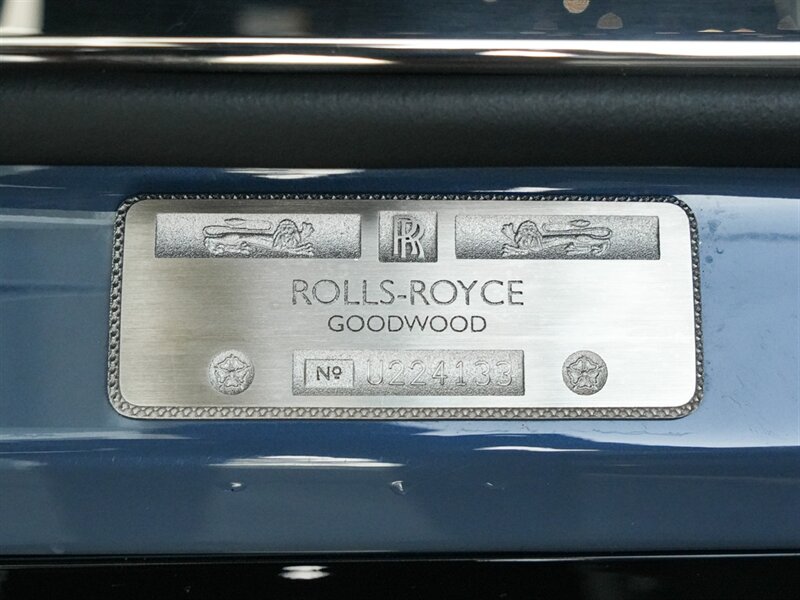 RR
ROLLS-ROYCE
GOODWOOD
Nº U224133